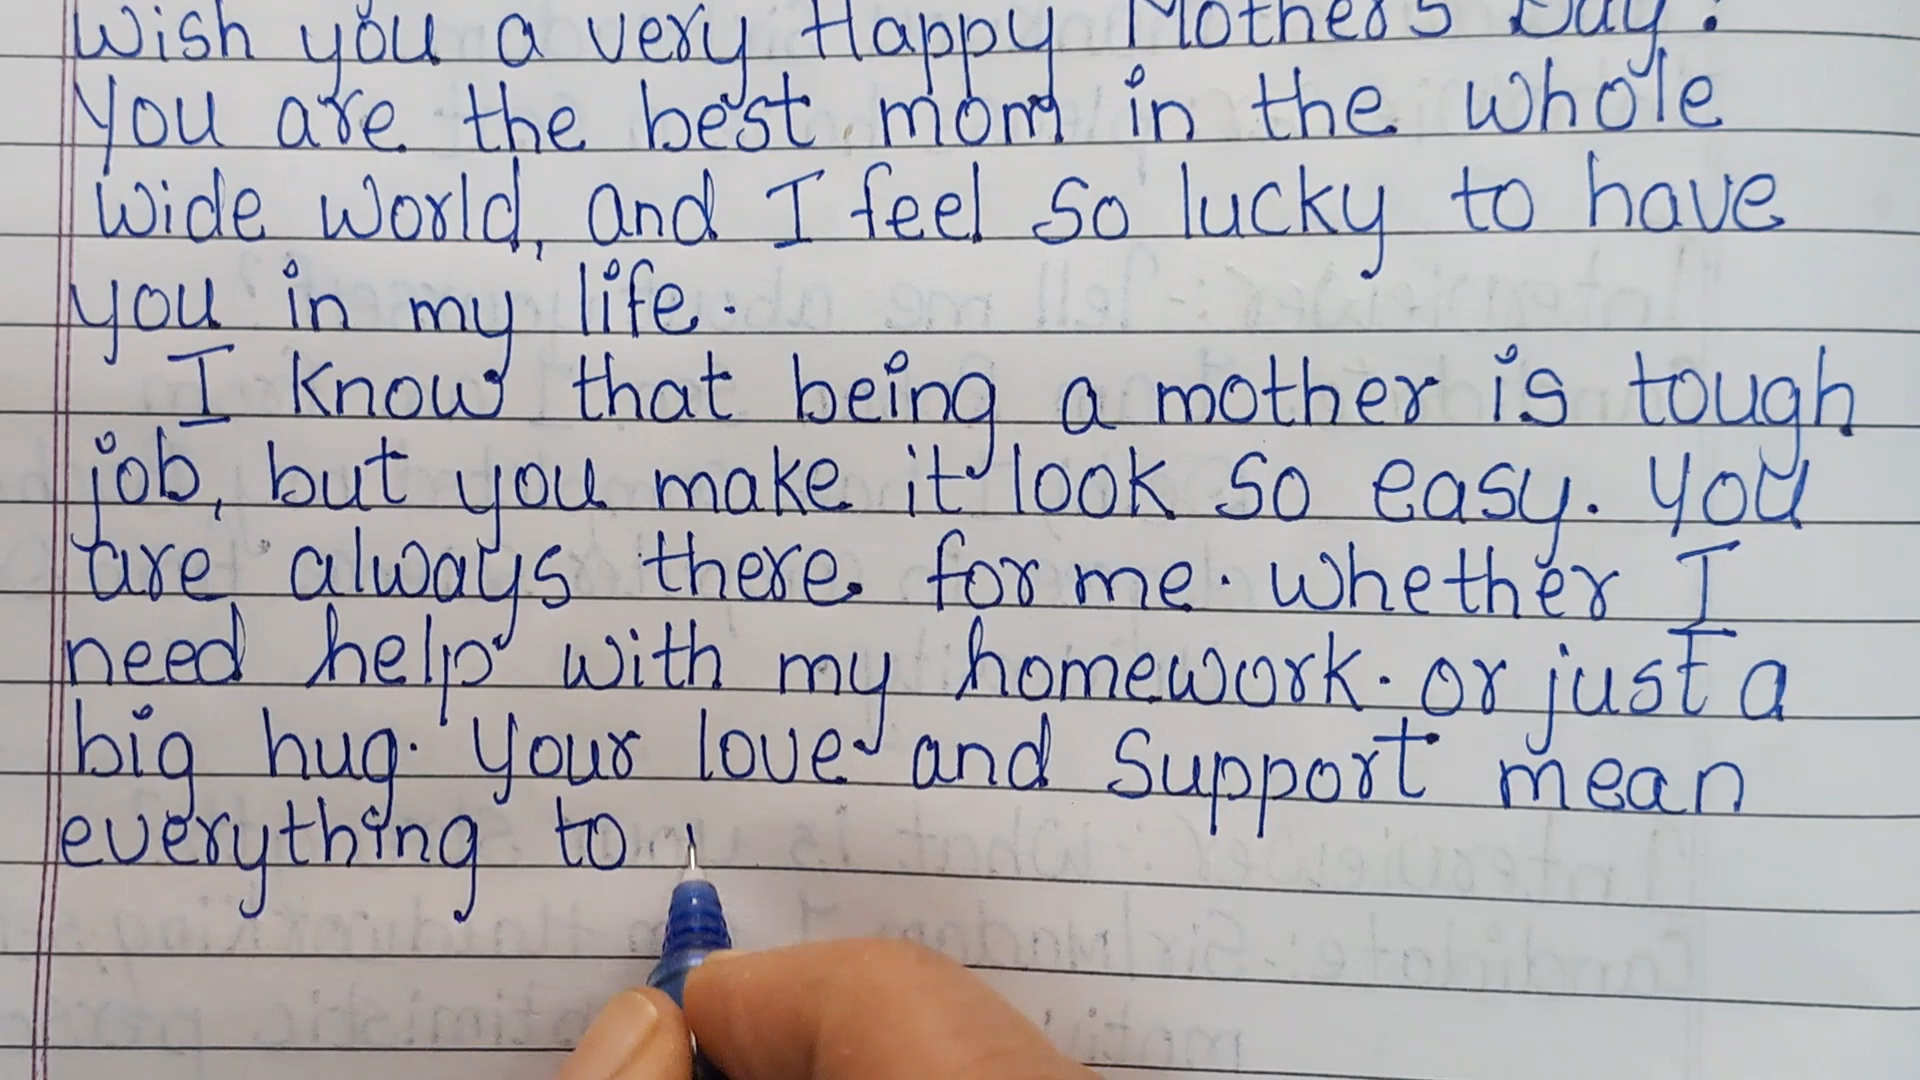 Wish you a very Happy Mother's Day!
You are the best mom in the whole
wide world, and I feel so lucky to have
you in my life.
I know that being a mother is tough
job, but you make it look so easy. You
are always there for me. whether I
need help with my homework. or just a
big hug. Your love and support mean
everything to